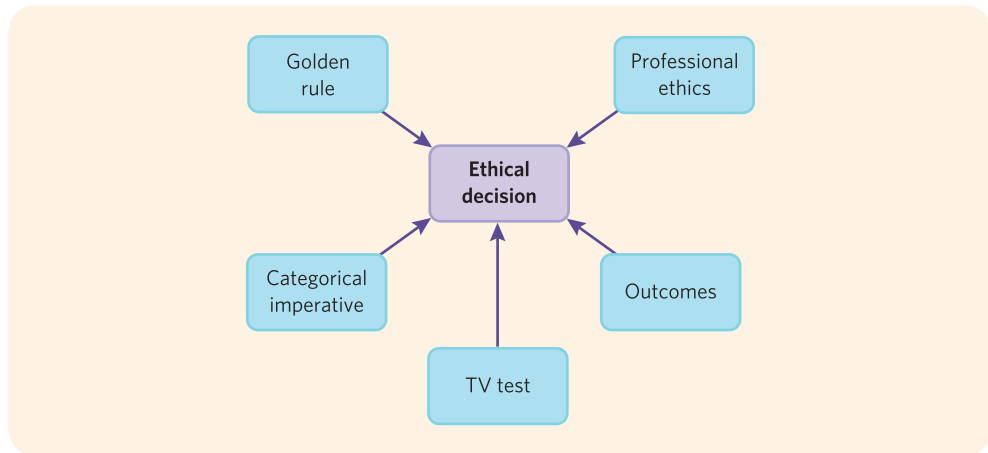 Golden
rule
Professional
ethics
Ethical
decision
Categorical
imperative
Outcomes
TV test